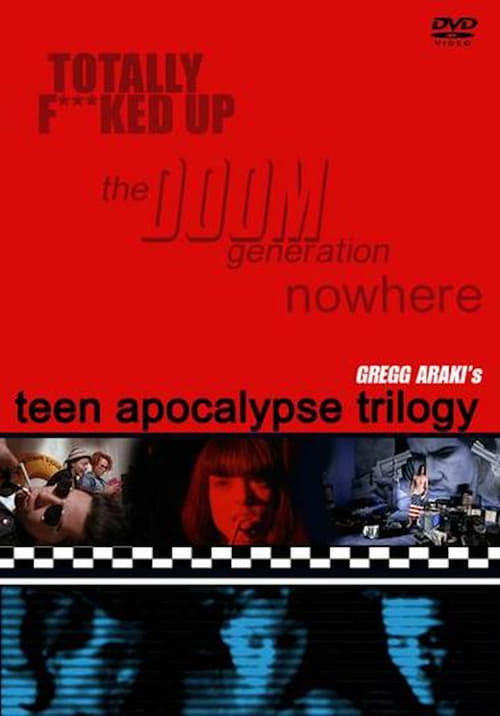 DVD
VIDEO
TOTALLY
F***KED UP
the DOOM
generation
nowhere
GREGG ARAKI's
teen apocalypse trilogy